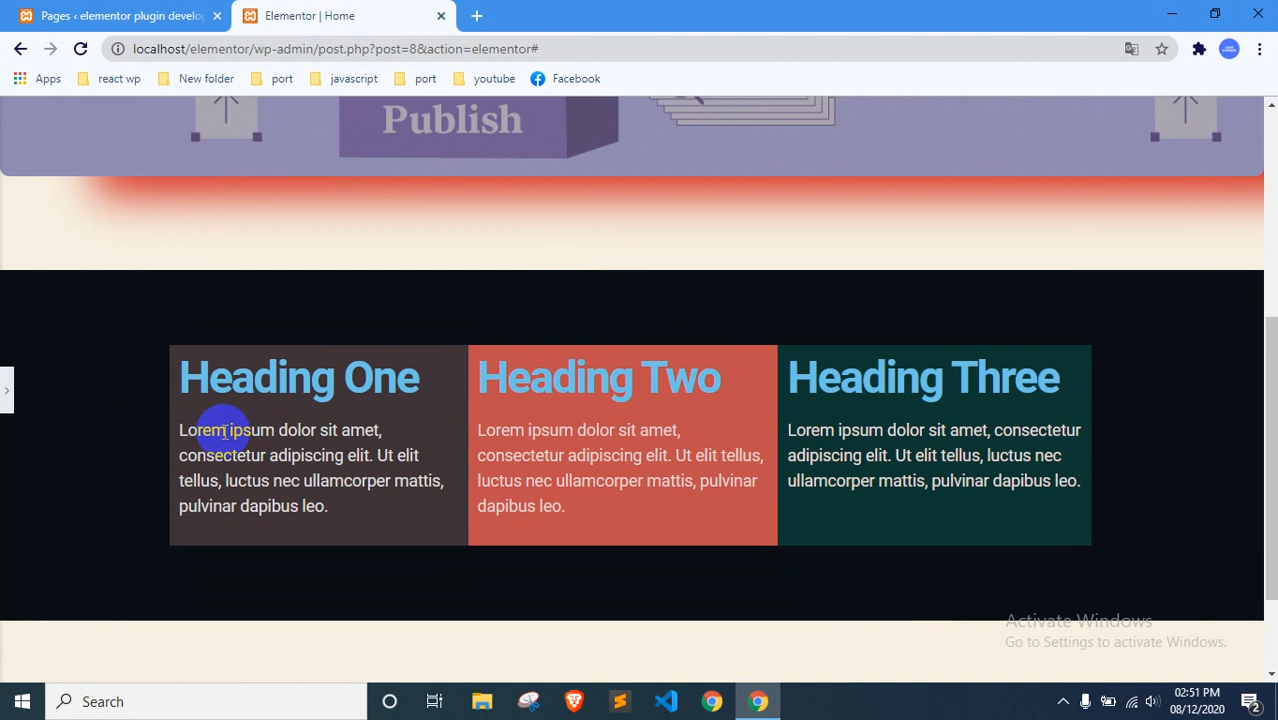 Pages ‹ elementor plugin develo
Elementor | Home
localhost/elementor/wp-admin/post.php?post=8&action=elementor#
Apps
react wp
New folder
port
javascript
port
youtube
Facebook
Publish
Heading One
Lorem ipsum dolor sit amet,
consectetur adipiscing elit. Ut elit
tellus, luctus nec ullamcorper mattis,
pulvinar dapibus leo.
Heading Two
Lorem ipsum dolor sit amet,
consectetur adipiscing elit. Ut elit tellus,
luctus nec ullamcorper mattis, pulvinar
dapibus leo.
Heading Three
Lorem ipsum dolor sit amet, consectetur
adipiscing elit. Ut elit tellus, luctus nec
ullamcorper mattis, pulvinar dapibus leo.
Activate Windows
Go to Settings to activate Windows.
Search
02:51 PM
08/12/2020
2